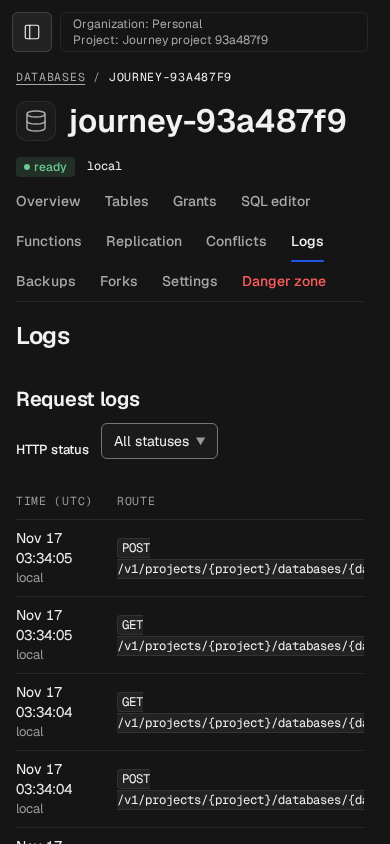 Organization: Personal
Project: Journey project 93a487f9
DATABASES / JOURNEY-93A487F9
journey-93a487f9
ready local
Overview Tables Grants SQL editor
Functions Replication Conflicts Logs
Backups Forks Settings Danger zone
Logs
Request logs
HTTP status All statuses
TIME (UTC) ROUTE
Nov 17
03:34:05
local
POST
/v1/projects/{project}/databases/{da
Nov 17
03:34:05
local
GET
/v1/projects/{project}/databases/{da
Nov 17
03:34:04
local
GET
/v1/projects/{project}/databases/{da
Nov 17
03:34:04
local
POST
/v1/projects/{project}/databases/{da